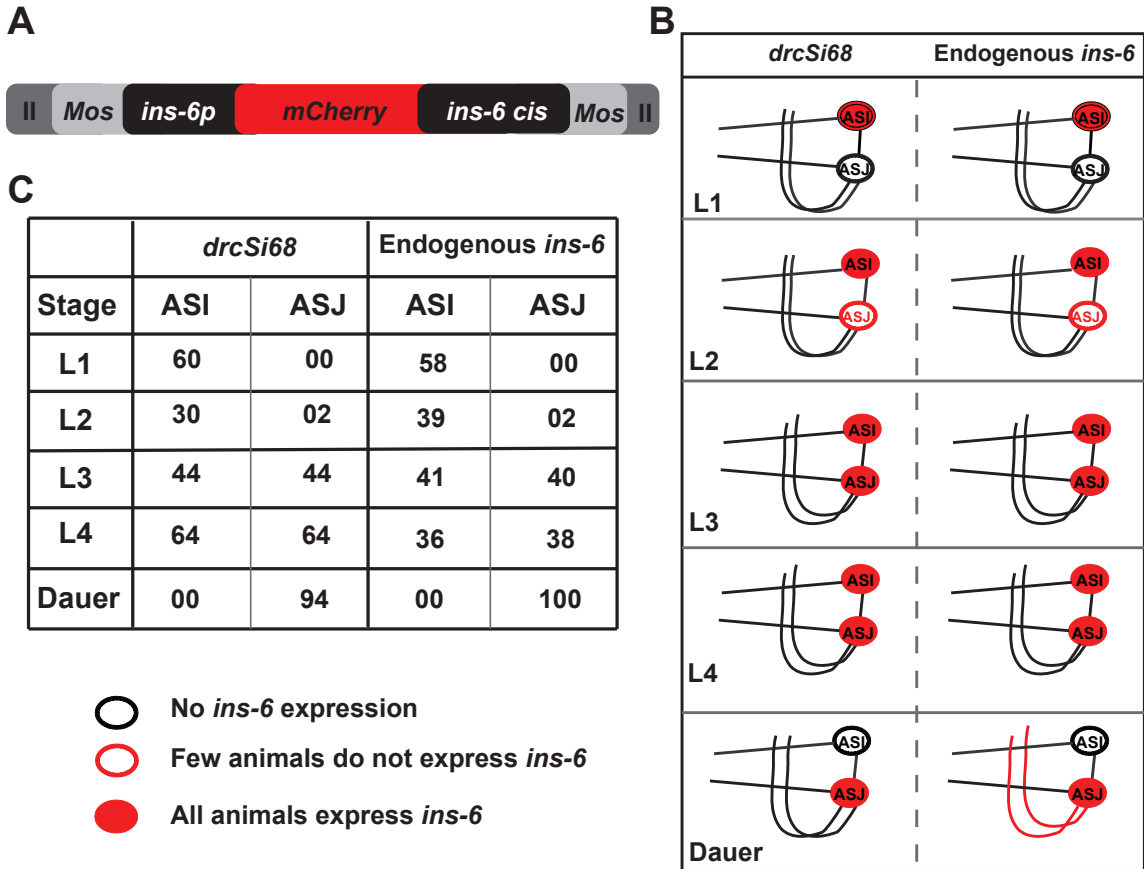 A
II Mos ins-6p mCherry ins-6 cis Mos II
C
drcSi68 Endogenous ins-6
Stage ASI ASJ ASI ASJ
L1 60 00 58 00
L2 30 02 39 02
L3 44 44 41 40
L4 64 64 36 38
Dauer 00 94 00 100
No ins-6 expression
Few animals do not express ins-6
All animals express ins-6
B
drcSi68 Endogenous ins-6
ASI ASI
ASJ ASJ
L1
ASI ASI
ASJ ASJ
L2
ASI ASI
ASJ ASJ
L3
ASI ASI
ASJ ASJ
L4
ASI ASI
ASJ ASJ
Dauer